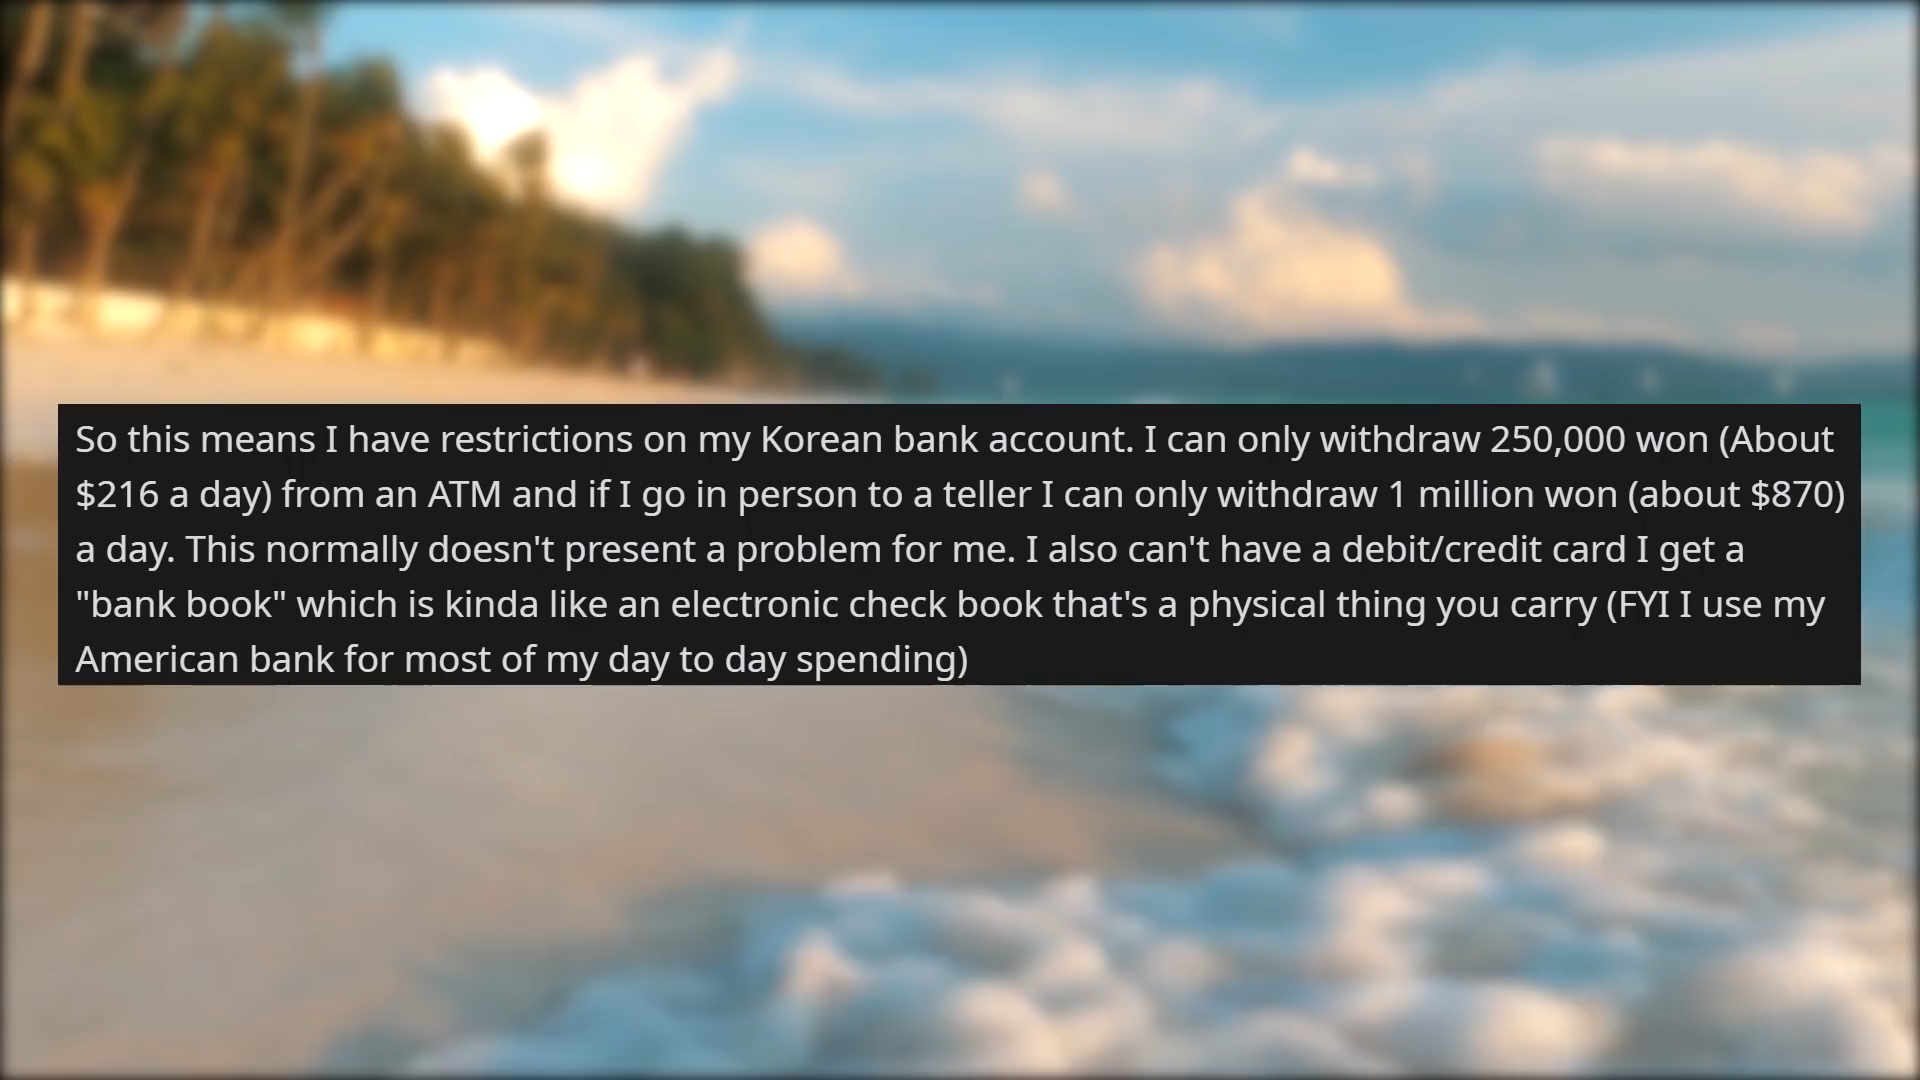 So this means I have restrictions on my Korean bank account. I can only withdraw 250,000 won (About
$216 a day) from an ATM and if I go in person to a teller I can only withdraw 1 million won (about $870)
a day. This normally doesn't present a problem for me. I also can't have a debit/credit card I get a
"bank book" which is kinda like an electronic check book that's a physical thing you carry (FYI I use my
American bank for most of my day to day spending)